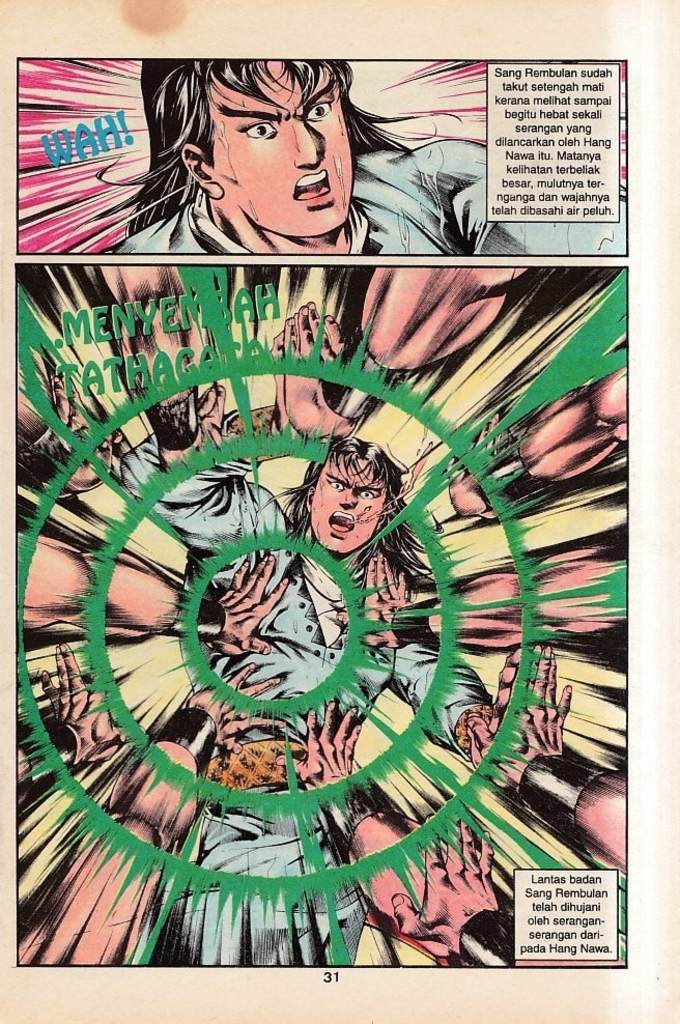 WAH!
Sang Rembulan sudah
takut setengah mati
kerana melihat sampai
begitu hebat sekali
serangan yang
dilancarkan oleh Hang
Nawa itu. Matanya
kelihatan terbeliak
besar, mulutnya ter-
nganga dan wajahnya
telah dibasahi air peluh.
..MENYEMBAH
TATHAGATA
Lantas badan
Sang Rembulan
telah dihujani
oleh serangan-
serangan dari-
pada Hang Nawa.
31